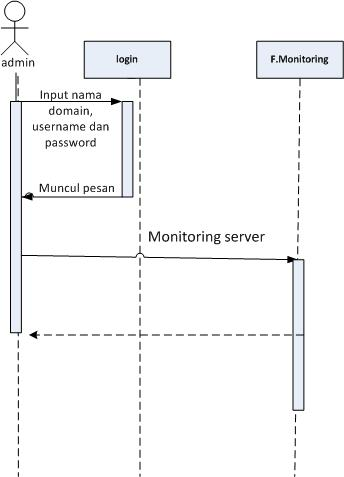 admin
login
F.Monitoring
Input nama
domain,
username dan
password
Muncul pesan
Monitoring server